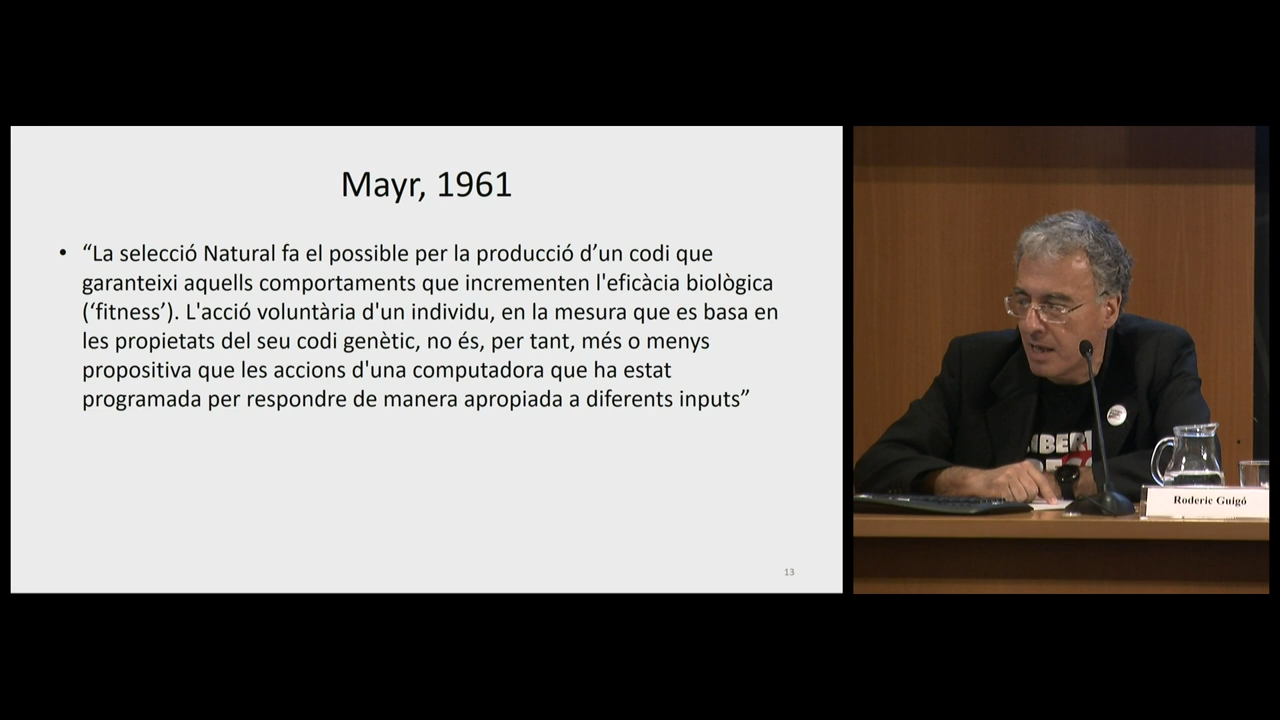 Mayr, 1961
• “La selecció Natural fa el possible per la producció d’un codi que
garanteixi aquells comportaments que incrementen l'eficàcia biològica
(‘fitness’). L'acció voluntària d'un individu, en la mesura que es basa en
les propietats del seu codi genètic, no és, per tant, més o menys
propositiva que les accions d'una computadora que ha estat
programada per respondre de manera apropiada a diferents inputs”
13
Roderic Guigó